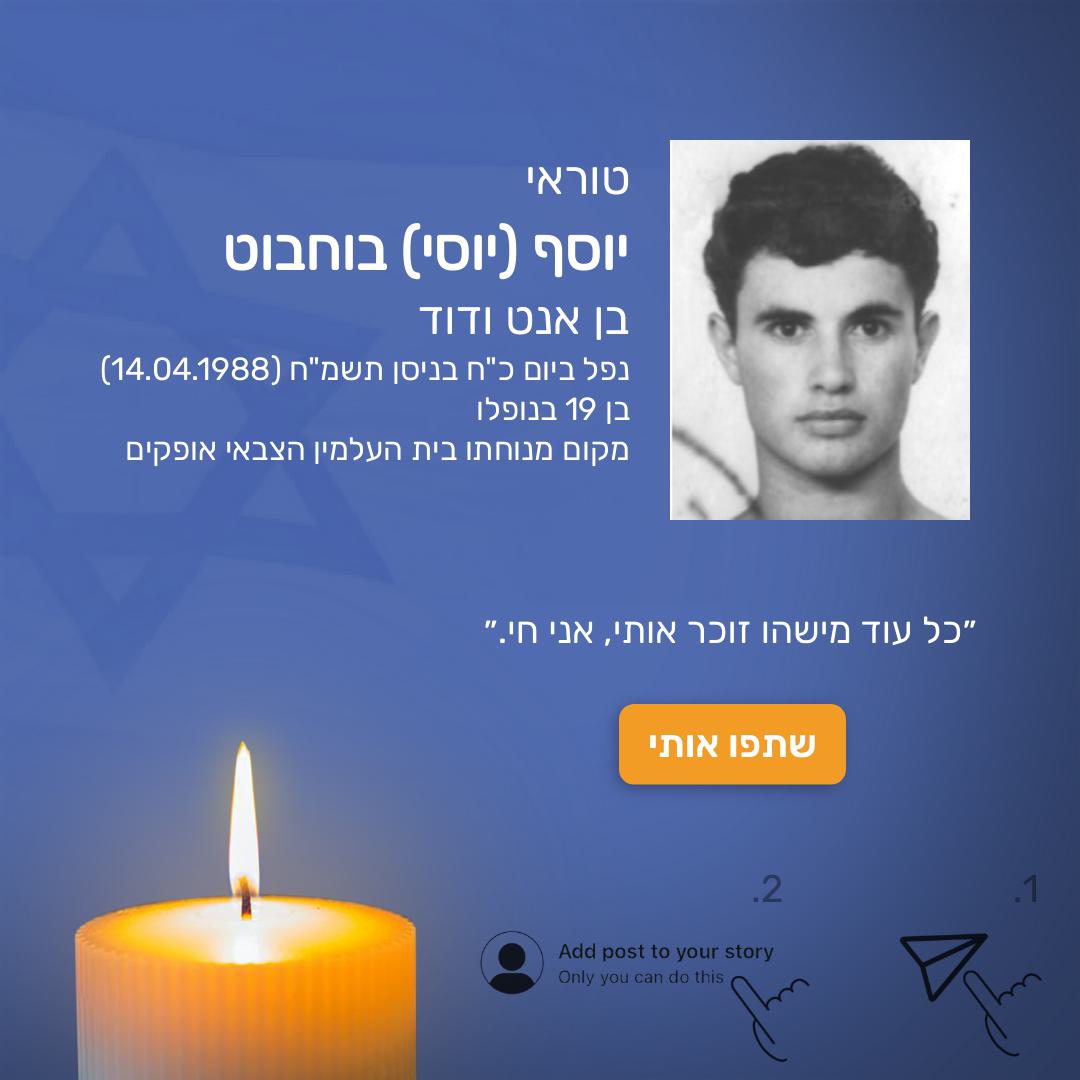 טוראי
יוסף (יוסי) בוחבוט
בן אנט ודוד
נפל ביום כ"ח בניסן תשמ"ח (14.04.1988)
בן 19 בנופלו
מקום מנוחתו בית העלמין הצבאי אופקים
״כל עוד מישהו זוכר אותי, אני חי.״
שתפו אותי
.1
.2
Add post to your story
Only you can do this